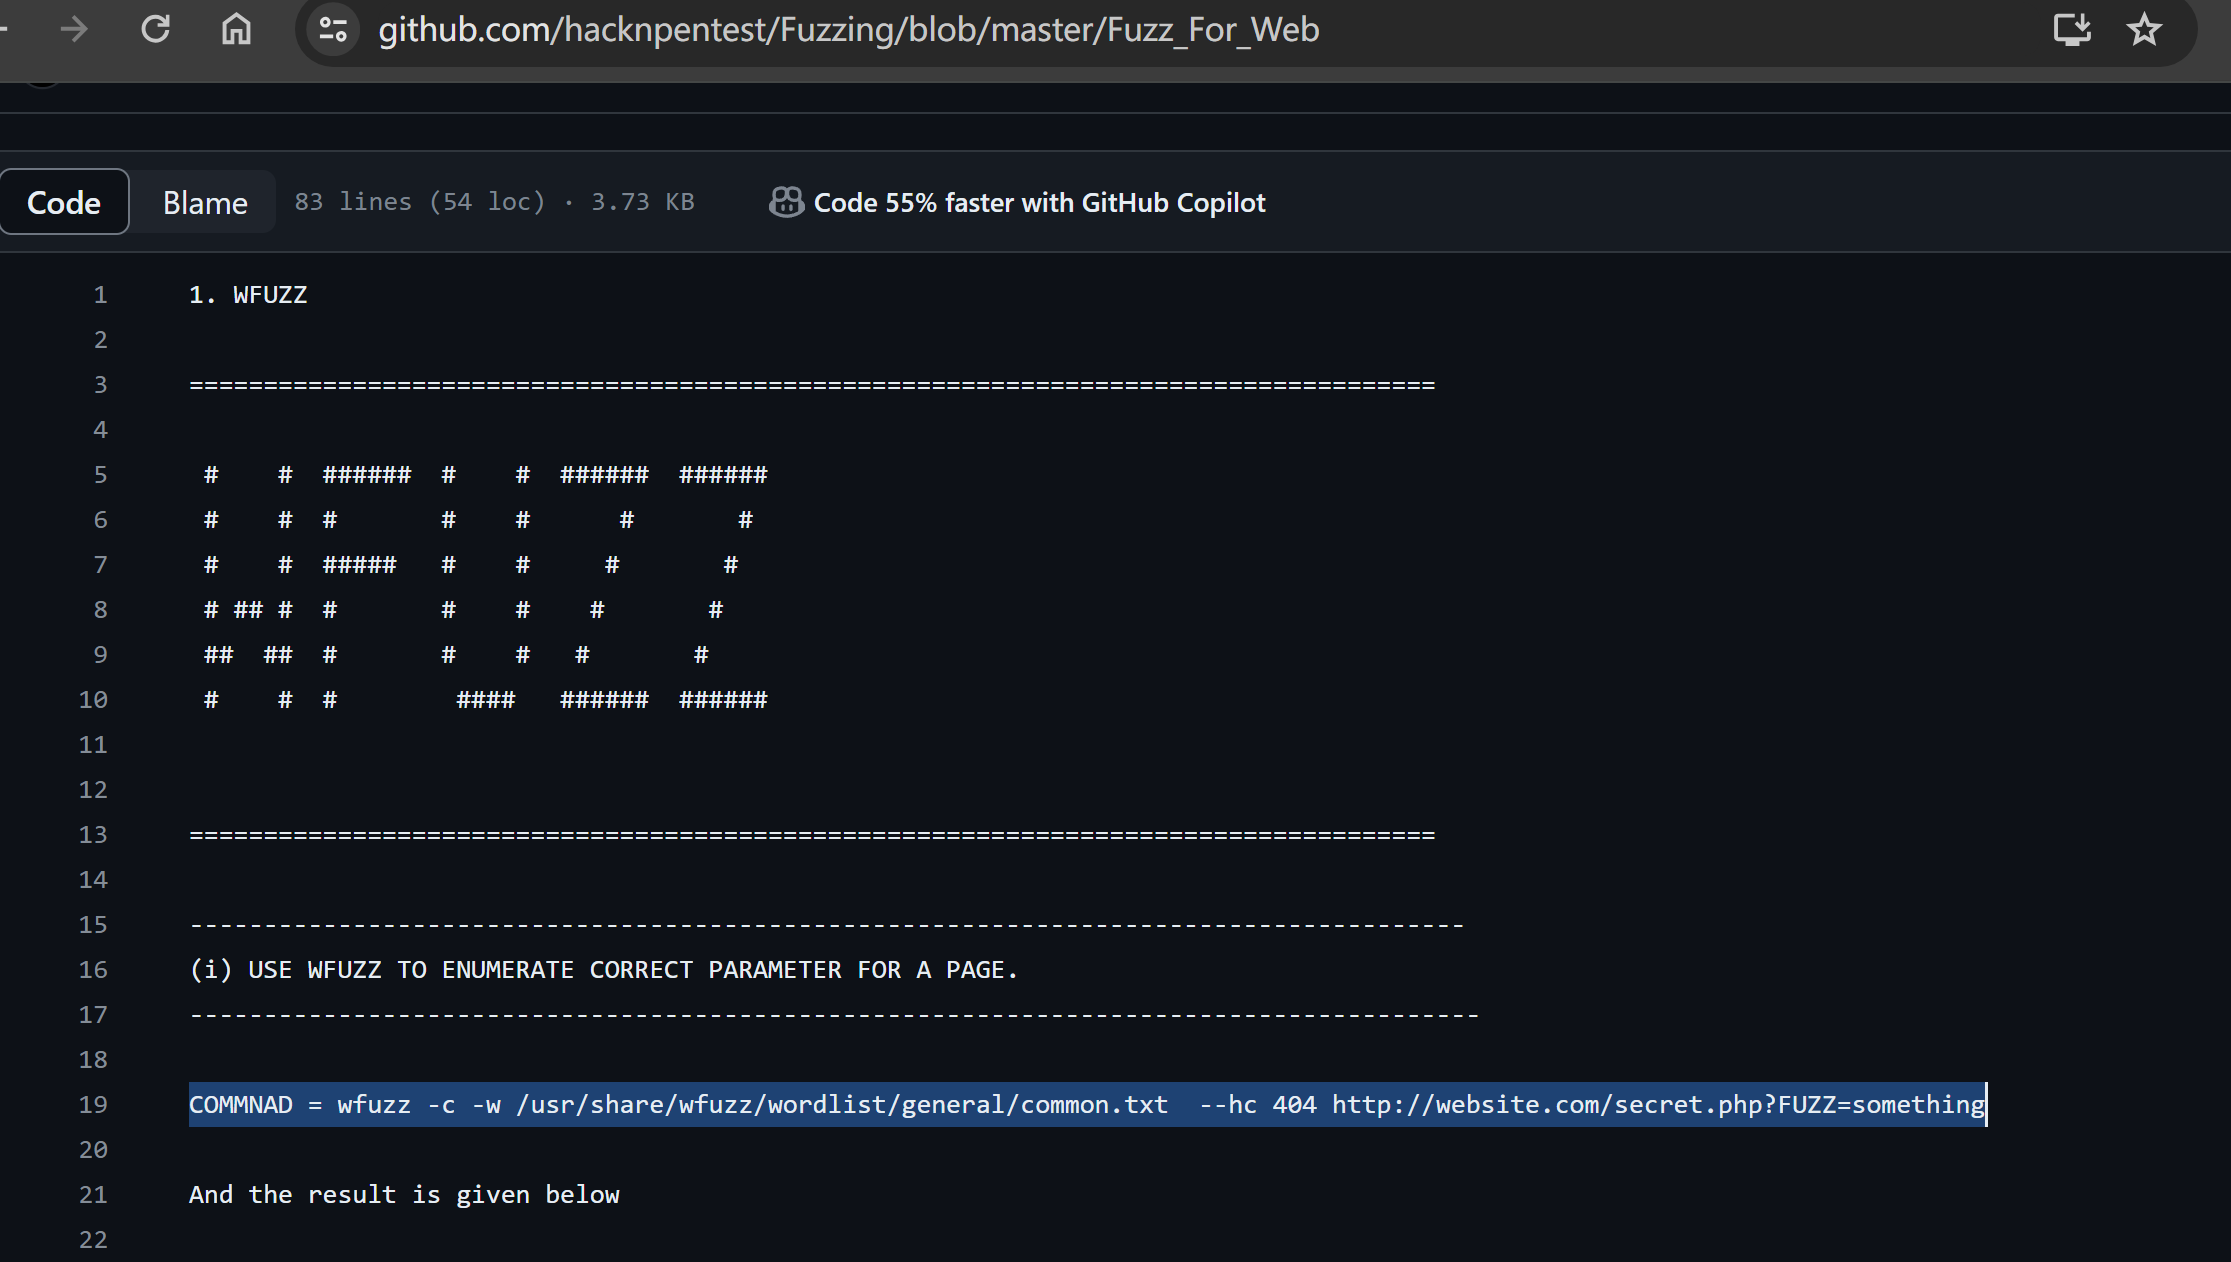 github.com/hacknpentest/Fuzzing/blob/master/Fuzz_For_Web
Code Blame 83 lines (54 loc) · 3.73 KB Code 55% faster with GitHub Copilot
1 1. WFUZZ
2
3 ====================================================================================
4
5  #    #  ######  #    #  ######  ######
6  #    #  #       #    #      #       #
7  #    #  #####   #    #     #       #
8  # ## #  #       #    #    #       #
9  ##  ##  #       #    #   #       #
10  #    #  #        ####   ######  ######
11
12
13 ====================================================================================
14
15 --------------------------------------------------------------------------------------
16 (i) USE WFUZZ TO ENUMERATE CORRECT PARAMETER FOR A PAGE.
17 ---------------------------------------------------------------------------------------
18
19 COMMNAD = wfuzz -c -w /usr/share/wfuzz/wordlist/general/common.txt  --hc 404 http://website.com/secret.php?FUZZ=something
20
21 And the result is given below
22